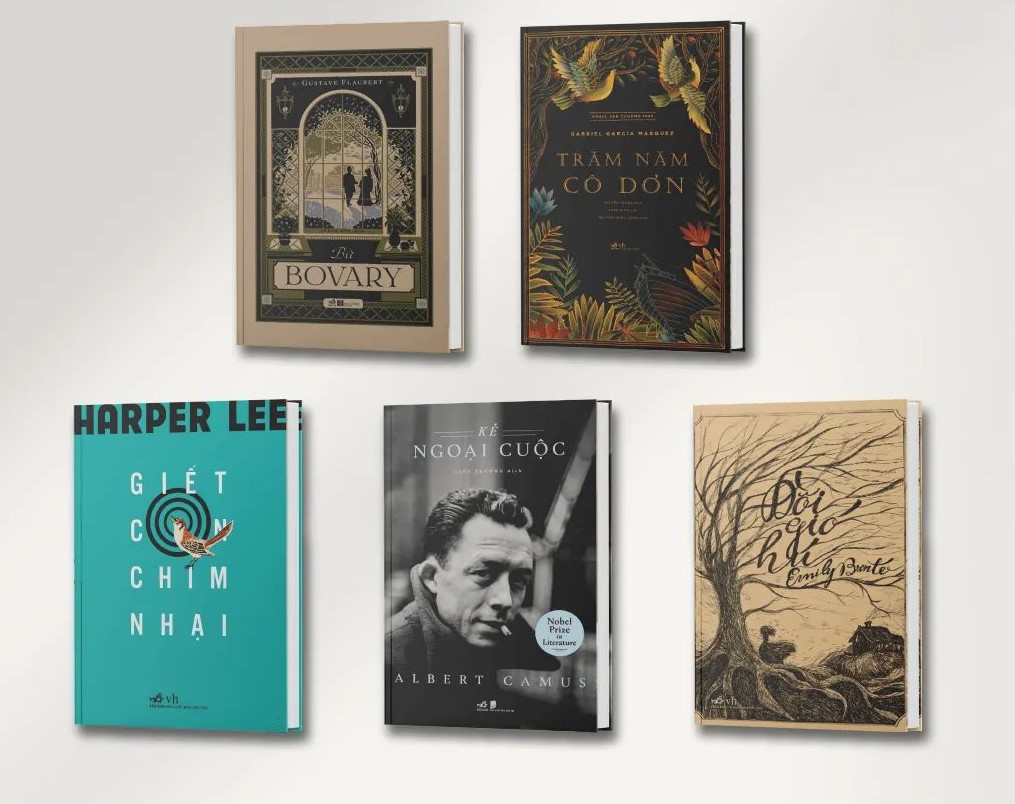 GUSTAVE FLAUBERT
Bà
BOVARY
GABRIEL GARCÍA MÁRQUEZ
TRĂM NĂM
CÔ ĐƠN
HARPER LEE
GIẾT
CON
CHIM
NHẠI
KẺ
NGOẠI CUỘC
ALBERT CAMUS
Nobel
Prize
in
Literature
Đồi
gió
hú
Emily Brontë